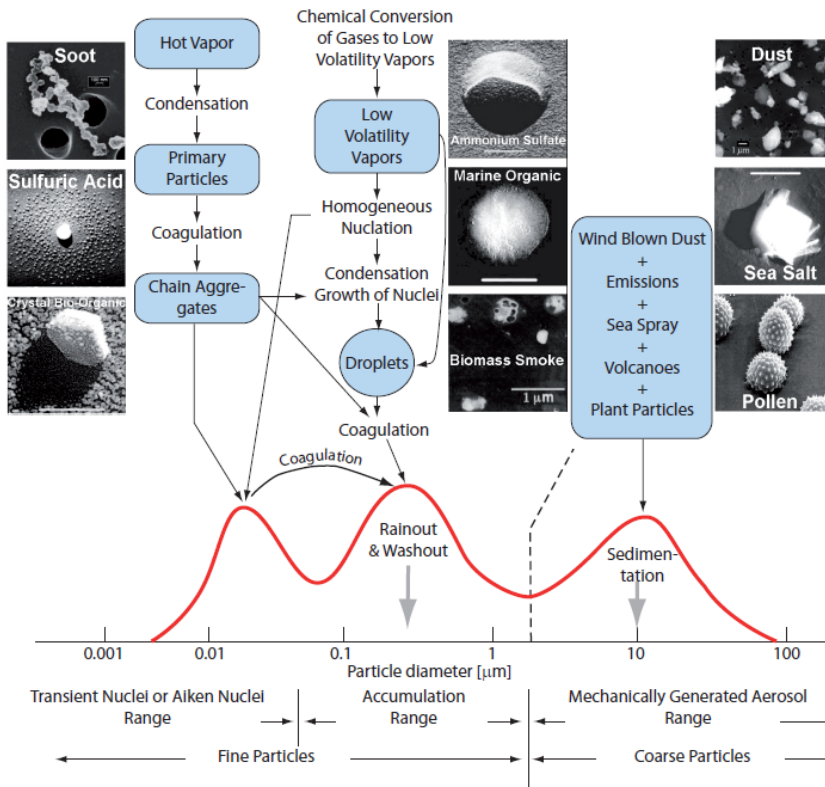 Soot
Sulfuric Acid
Crystal Bio-Organic
Hot Vapor
Condensation
Primary
Particles
Coagulation
Chain Aggre-
gates
Chemical Conversion
of Gases to Low
Volatility Vapors
Low
Volatility
Vapors
Homogeneous
Nuclation
Condensation
Growth of Nuclei
Droplets
Coagulation
Ammonium Sulfate
Marine Organic
Biomass Smoke
1 μm
Wind Blown Dust
+
Emissions
+
Sea Spray
+
Volcanoes
+
Plant Particles
Dust
1 μm
Sea Salt
Pollen
Coagulation
Rainout
& Washout
Sedimen-
tation
0.001 0.01 0.1 1 10 100
Particle diameter [μm]
Transient Nuclei or Aiken Nuclei
Range
Accumulation
Range
Mechanically Generated Aerosol
Range
Fine Particles
Coarse Particles